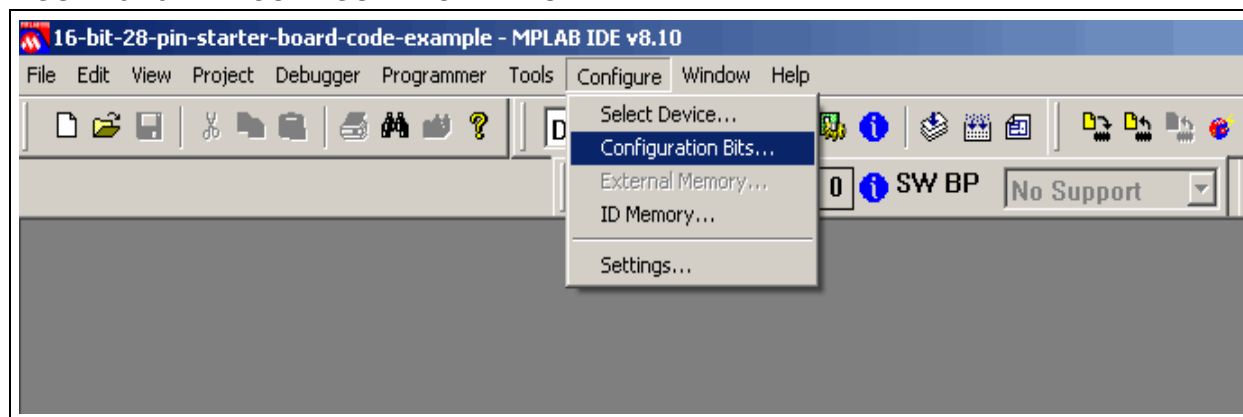 16-bit-28-pin-starter-board-code-example - MPLAB IDE v8.10
File Edit View Project Debugger Programmer Tools Configure Window Help
D
Select Device...
Configuration Bits...
0 SW BP No Support
External Memory...
ID Memory...
Settings...